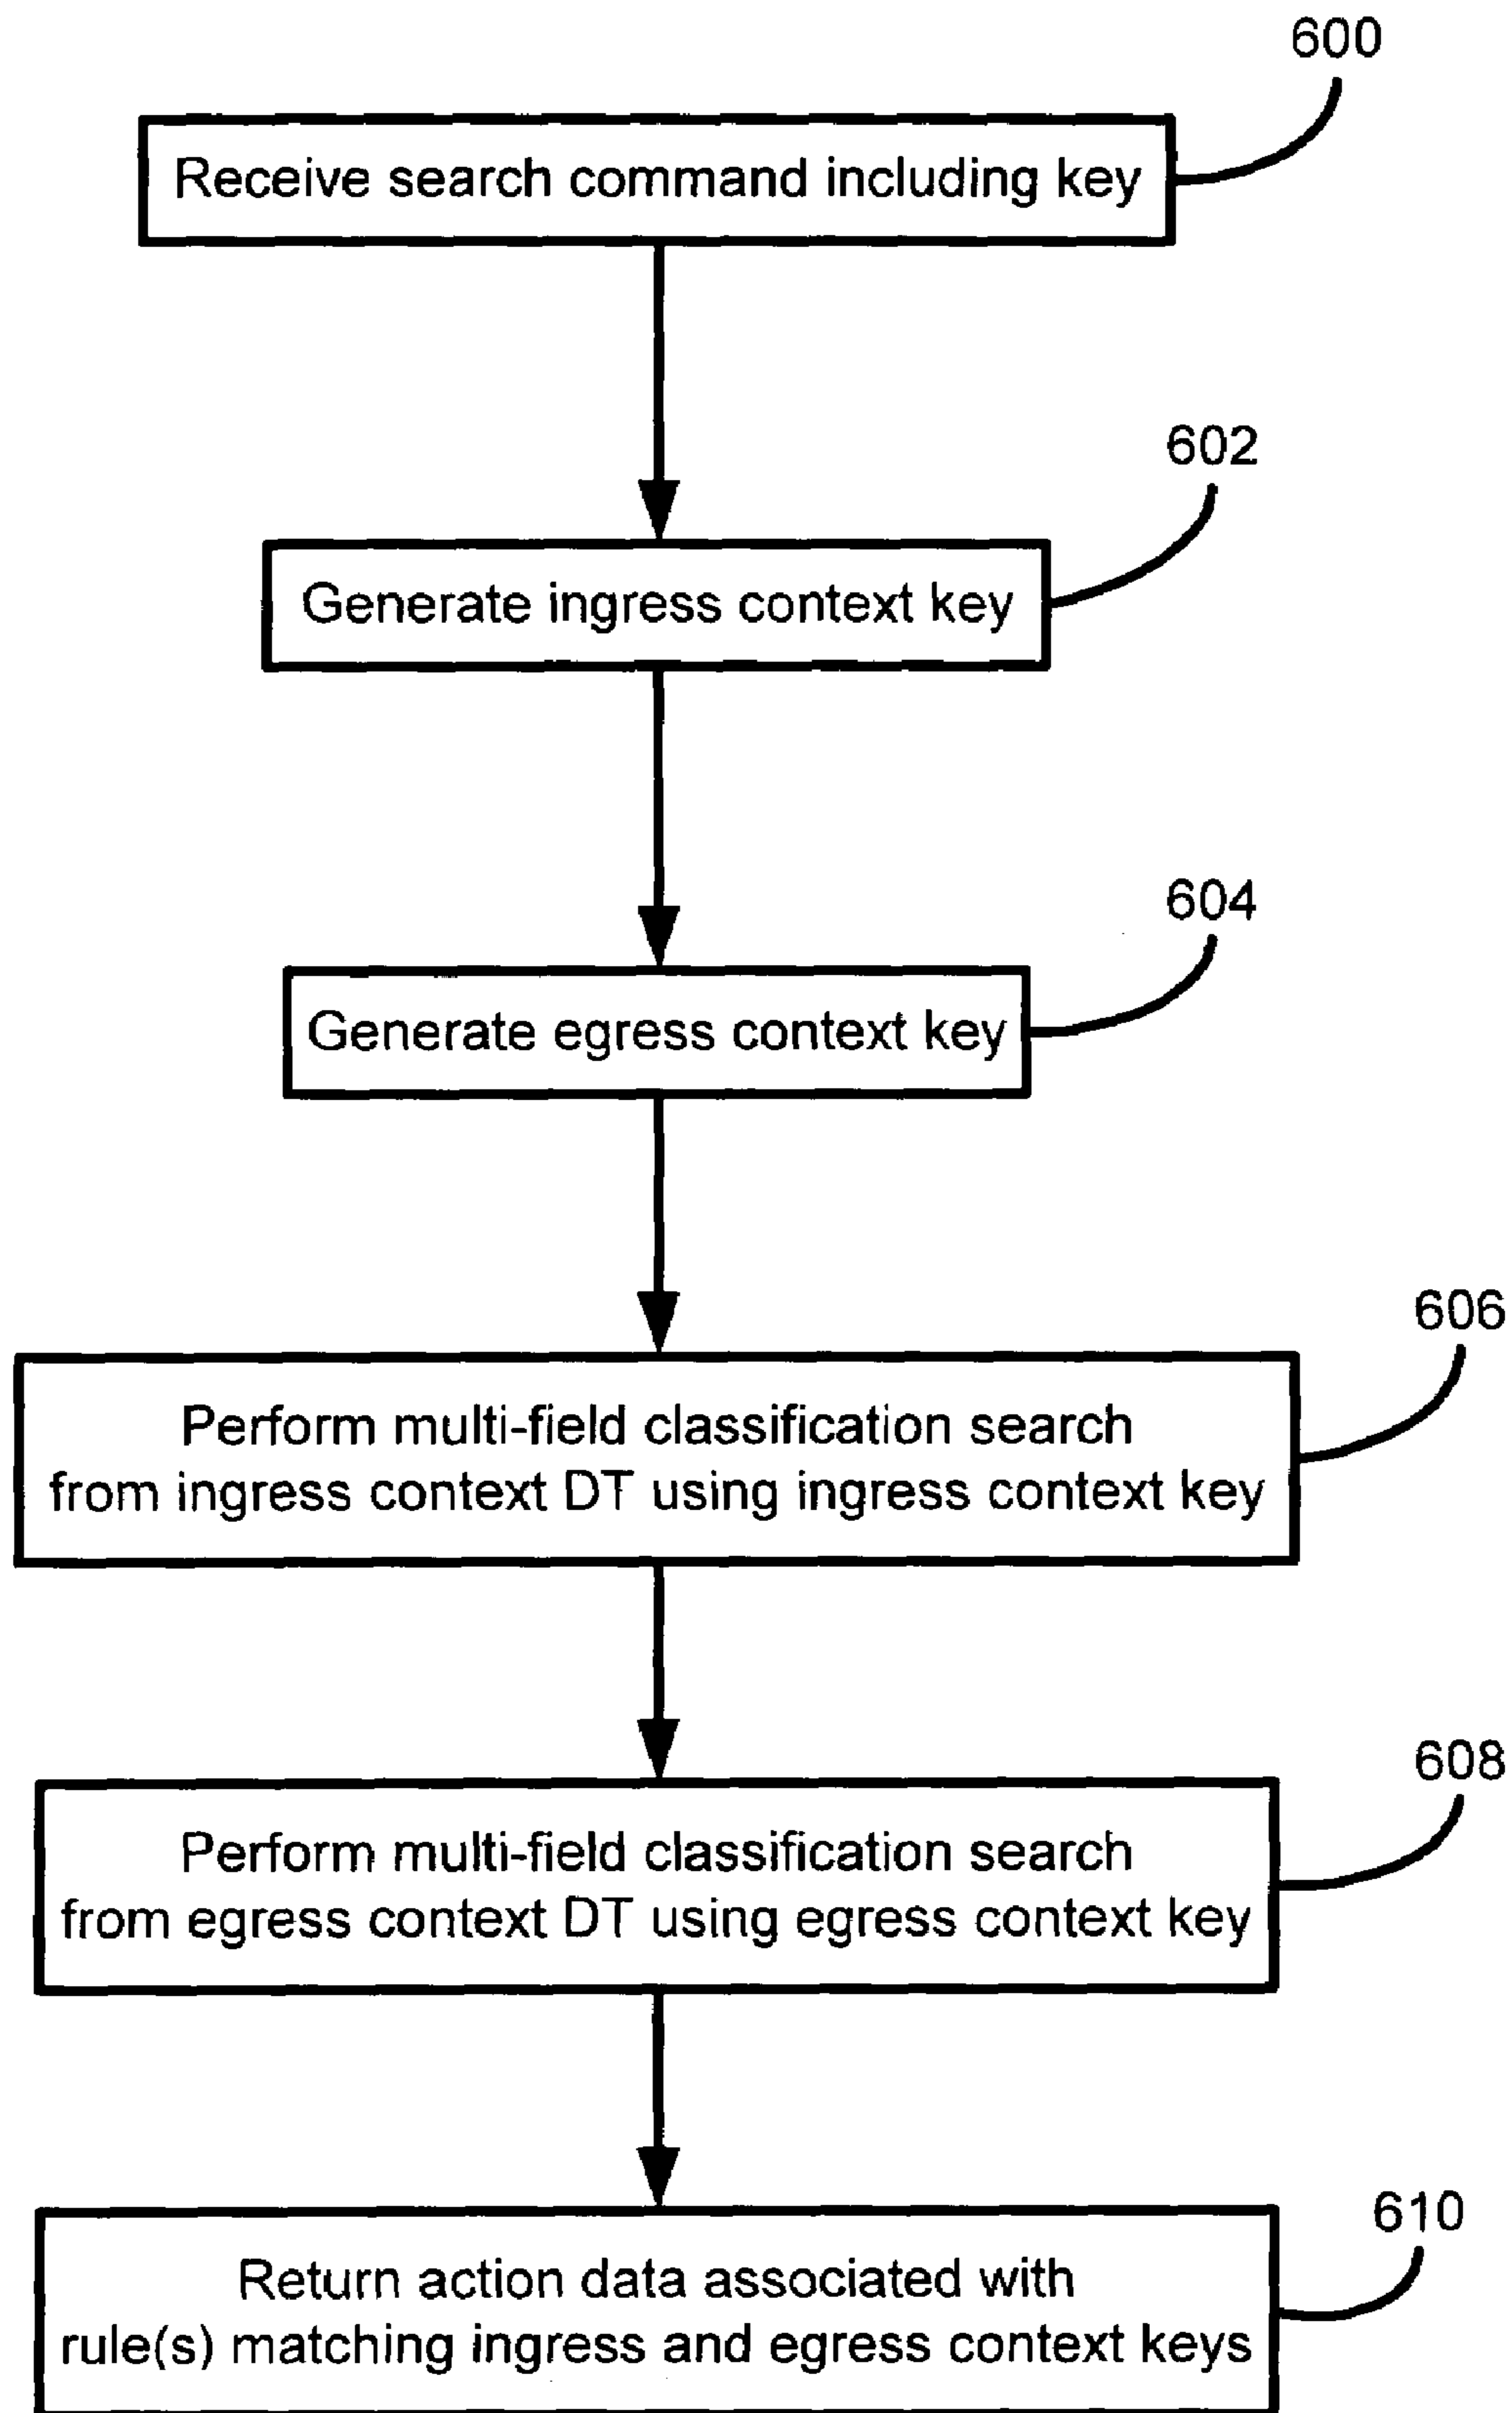 600
Receive search command including key
602
Generate ingress context key
604
Generate egress context key
606
Perform multi-field classification search
from ingress context DT using ingress context key
608
Perform multi-field classification search
from egress context DT using egress context key
610
Return action data associated with
rule(s) matching ingress and egress context keys